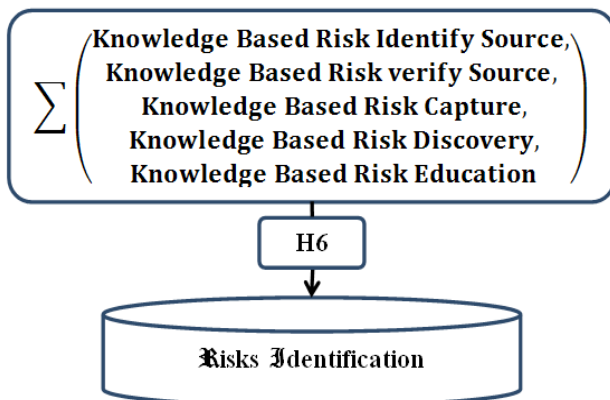 Knowledge Based Risk Identify Source,
Knowledge Based Risk verify Source,
∑ Knowledge Based Risk Capture,
Knowledge Based Risk Discovery,
Knowledge Based Risk Education
H6
Risks Identification